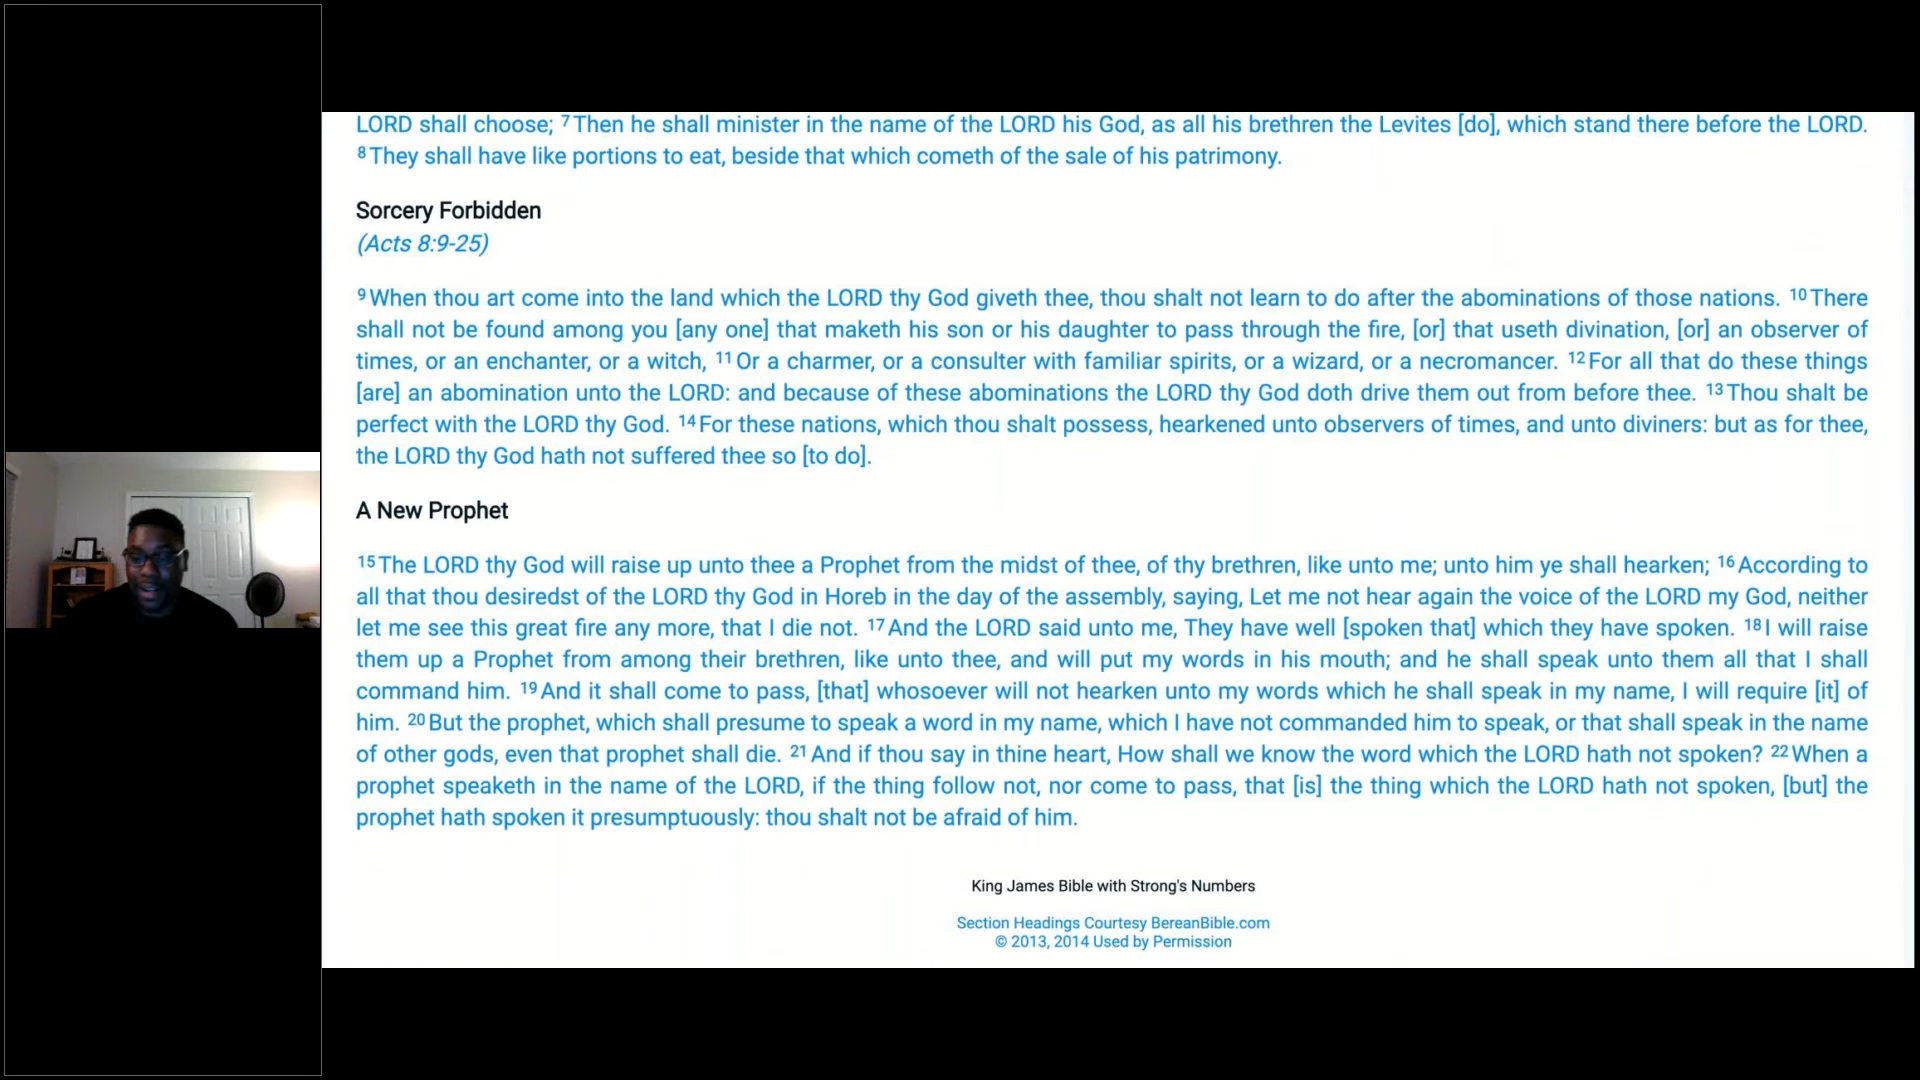 LORD shall choose; 7 Then he shall minister in the name of the LORD his God, as all his brethren the Levites [do], which stand there before the LORD.
8 They shall have like portions to eat, beside that which cometh of the sale of his patrimony.
Sorcery Forbidden
(Acts 8:9-25)
9 When thou art come into the land which the LORD thy God giveth thee, thou shalt not learn to do after the abominations of those nations. 10 There
shall not be found among you [any one] that maketh his son or his daughter to pass through the fire, [or] that useth divination, [or] an observer of
times, or an enchanter, or a witch, 11 Or a charmer, or a consulter with familiar spirits, or a wizard, or a necromancer. 12 For all that do these things
[are] an abomination unto the LORD: and because of these abominations the LORD thy God doth drive them out from before thee. 13 Thou shalt be
perfect with the LORD thy God. 14 For these nations, which thou shalt possess, hearkened unto observers of times, and unto diviners: but as for thee,
the LORD thy God hath not suffered thee so [to do].
A New Prophet
15 The LORD thy God will raise up unto thee a Prophet from the midst of thee, of thy brethren, like unto me; unto him ye shall hearken; 16 According to
all that thou desiredst of the LORD thy God in Horeb in the day of the assembly, saying, Let me not hear again the voice of the LORD my God, neither
let me see this great fire any more, that I die not. 17 And the LORD said unto me, They have well [spoken that] which they have spoken. 18 I will raise
them up a Prophet from among their brethren, like unto thee, and will put my words in his mouth; and he shall speak unto them all that I shall
command him. 19 And it shall come to pass, [that] whosoever will not hearken unto my words which he shall speak in my name, I will require [it] of
him. 20 But the prophet, which shall presume to speak a word in my name, which I have not commanded him to speak, or that shall speak in the name
of other gods, even that prophet shall die. 21 And if thou say in thine heart, How shall we know the word which the LORD hath not spoken? 22 When a
prophet speaketh in the name of the LORD, if the thing follow not, nor come to pass, that [is] the thing which the LORD hath not spoken, [but] the
prophet hath spoken it presumptuously: thou shalt not be afraid of him.
King James Bible with Strong's Numbers
Section Headings Courtesy BereanBible.com
© 2013, 2014 Used by Permission